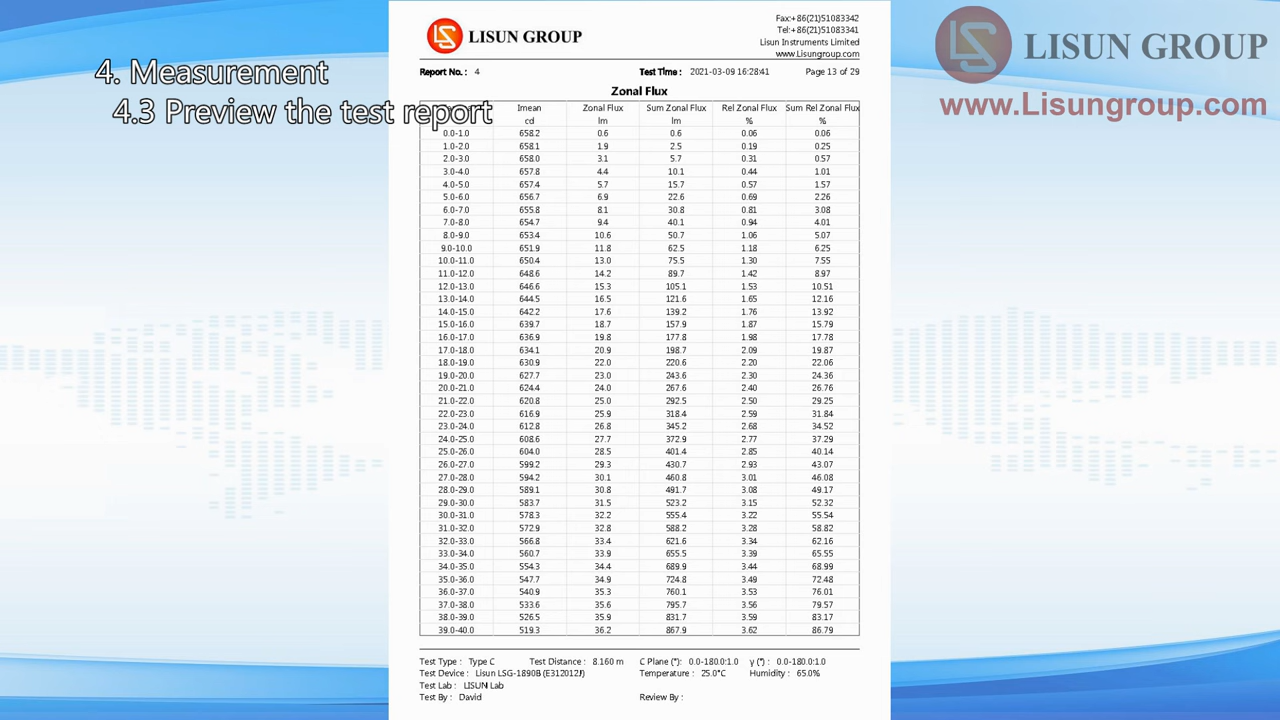 4. Measurement
4.3 Preview the test report
LISUN GROUP
Fax:+86(21)51083342
Tel:+86(21)51083341
Lisun Instruments Limited
www.Lisungroup.com
LISUN GROUP
www.Lisungroup.com
Report No. : 4 Test Time : 2021-03-09 16:28:41 Page 13 of 29
Zonal Flux
Imean Zonal Flux Sum Zonal Flux Rel Zonal Flux Sum Rel Zonal Flux
cd lm lm % %
0.0-1.0 658.2 0.6 0.6 0.06 0.06
1.0-2.0 658.1 1.9 2.5 0.19 0.25
2.0-3.0 658.0 3.1 5.7 0.31 0.57
3.0-4.0 657.8 4.4 10.1 0.44 1.01
4.0-5.0 657.4 5.7 15.7 0.57 1.57
5.0-6.0 656.7 6.9 22.6 0.69 2.26
6.0-7.0 655.8 8.1 30.8 0.81 3.08
7.0-8.0 654.7 9.4 40.1 0.94 4.01
8.0-9.0 653.4 10.6 50.7 1.06 5.07
9.0-10.0 651.9 11.8 62.5 1.18 6.25
10.0-11.0 650.4 13.0 75.5 1.30 7.55
11.0-12.0 648.6 14.2 89.7 1.42 8.97
12.0-13.0 646.6 15.3 105.1 1.53 10.51
13.0-14.0 644.5 16.5 121.6 1.65 12.16
14.0-15.0 642.2 17.6 139.2 1.76 13.92
15.0-16.0 639.7 18.7 157.9 1.87 15.79
16.0-17.0 636.9 19.8 177.8 1.98 17.78
17.0-18.0 634.1 20.9 198.7 2.09 19.87
18.0-19.0 630.9 22.0 220.6 2.20 22.06
19.0-20.0 627.7 23.0 243.6 2.30 24.36
20.0-21.0 624.4 24.0 267.6 2.40 26.76
21.0-22.0 620.8 25.0 292.5 2.50 29.25
22.0-23.0 616.9 25.9 318.4 2.59 31.84
23.0-24.0 612.8 26.8 345.2 2.68 34.52
24.0-25.0 608.6 27.7 372.9 2.77 37.29
25.0-26.0 604.0 28.5 401.4 2.85 40.14
26.0-27.0 599.2 29.3 430.7 2.93 43.07
27.0-28.0 594.2 30.1 460.8 3.01 46.08
28.0-29.0 589.1 30.8 491.7 3.08 49.17
29.0-30.0 583.7 31.5 523.2 3.15 52.32
30.0-31.0 578.3 32.2 555.4 3.22 55.54
31.0-32.0 572.9 32.8 588.2 3.28 58.82
32.0-33.0 566.8 33.4 621.6 3.34 62.16
33.0-34.0 560.7 33.9 655.5 3.39 65.55
34.0-35.0 554.3 34.4 689.9 3.44 68.99
35.0-36.0 547.7 34.9 724.8 3.49 72.48
36.0-37.0 540.9 35.3 760.1 3.53 76.01
37.0-38.0 533.6 35.6 795.7 3.56 79.57
38.0-39.0 526.5 35.9 831.7 3.59 83.17
39.0-40.0 519.3 36.2 867.9 3.62 86.79
Test Type : Type C Test Distance : 8.160 m C Plane (°): 0.0-180.0:1.0 γ (°) : 0.0-180.0:1.0
Test Device : Lisun LSG-1890B (E312012J) Temperature : 25.0°C Humidity : 65.0%
Test Lab : LISUN Lab
Test By : David Review By :